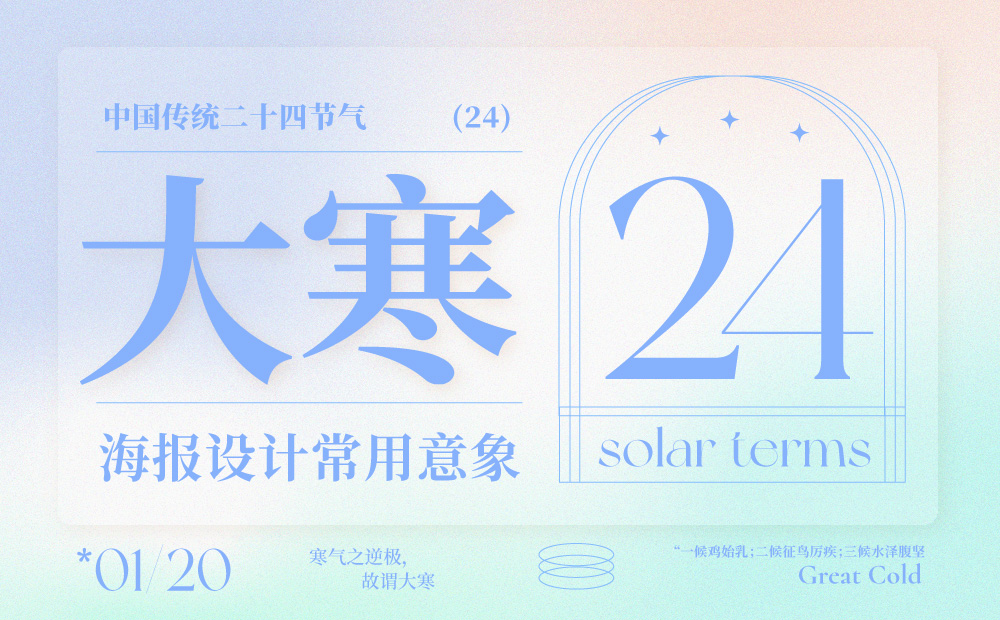 中国传统二十四节气 (24)
大寒
海报设计常用意象
24
solar terms
*01/20
寒气之逆极，
故谓大寒
“一候鸡始乳；二候征鸟厉疾；三候水泽腹坚
Great Cold